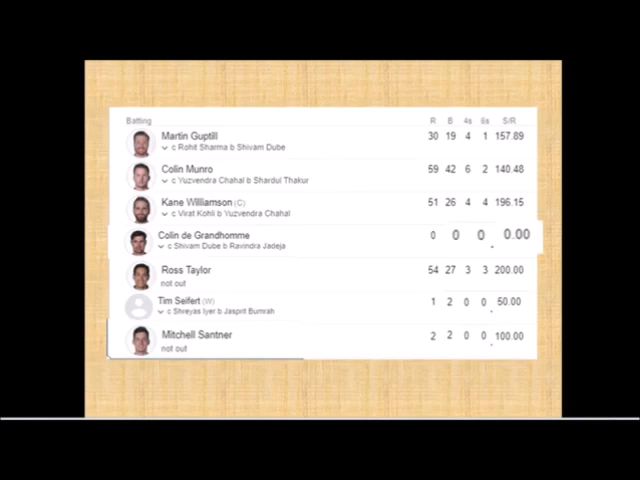 Batting R B 4s 6s S/R
Martin Guptill 30 19 4 1 157.89
c Rohit Sharma b Shivam Dube
Colin Munro 59 42 6 2 140.48
c Yuzvendra Chahal b Shardul Thakur
Kane Williamson (C) 51 26 4 4 196.15
c Virat Kohli b Yuzvendra Chahal
Colin de Grandhomme 0 0 0 0.00
c Shivam Dube b Ravindra Jadeja
Ross Taylor 54 27 3 3 200.00
not out
Tim Seifert (W) 1 2 0 0 50.00
c Shreyas Iyer b Jasprit Bumrah
Mitchell Santner 2 2 0 0 100.00
not out